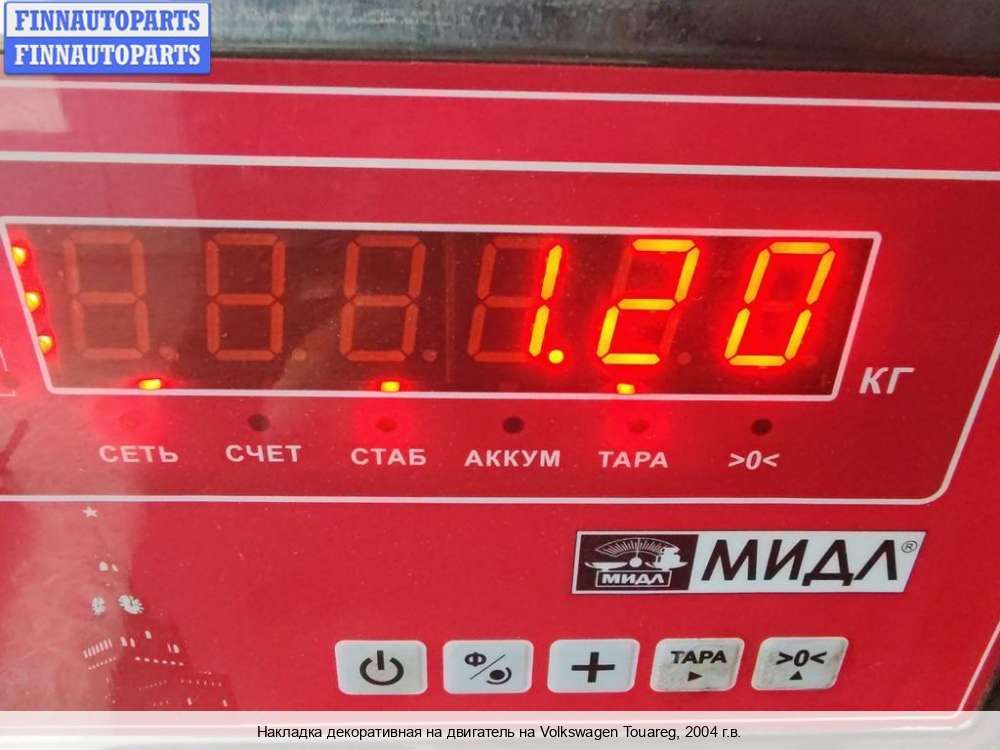 FINNAUTOPARTS
FINNAUTOPARTS
1.20
КГ
СЕТЬ СЧЕТ СТАБ АККУМ ТАРА >0<
МИДЛ МИДЛ®
Ф ТАРА >0<
Накладка декоративная на двигатель на Volkswagen Touareg, 2004 г.в.